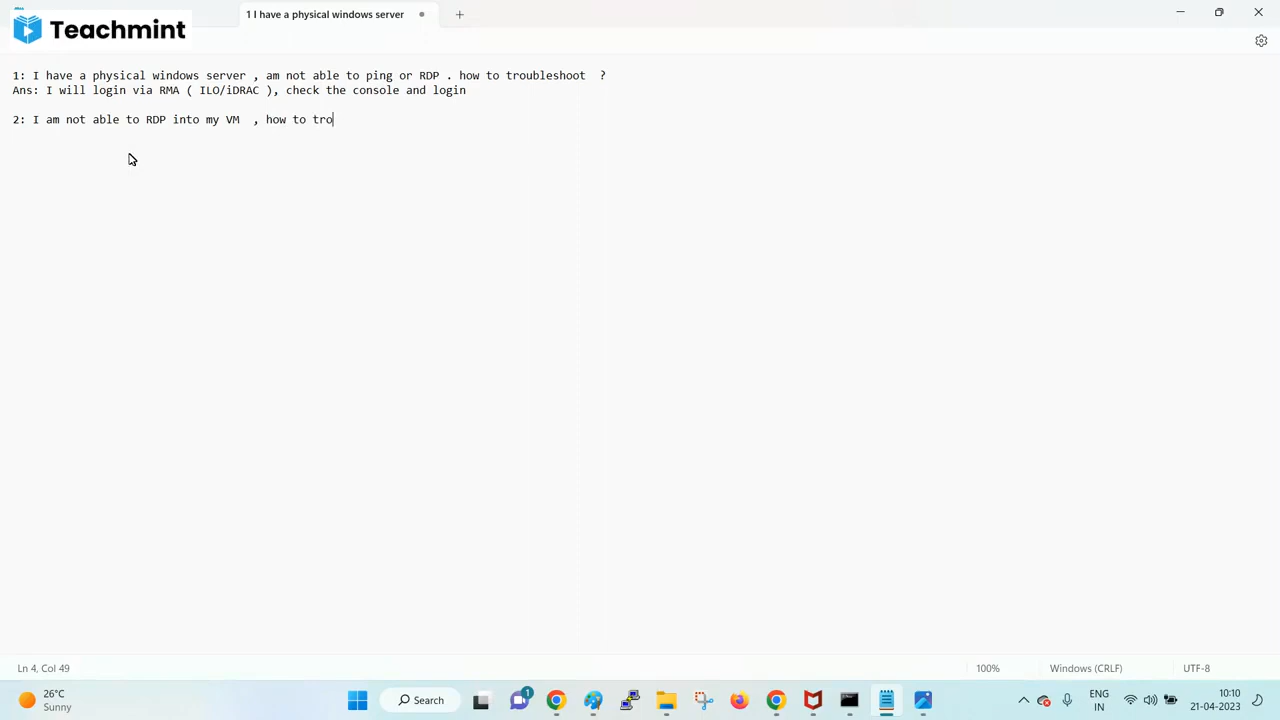 Teachmint
1 I have a physical windows server
1: I have a physical windows server , am not able to ping or RDP . how to troubleshoot  ?
Ans: I will login via RMA ( ILO/iDRAC ), check the console and login
2: I am not able to RDP into my VM  , how to tro
Ln 4, Col 49
100%
Windows (CRLF)
UTF-8
26°C
Sunny
Search
1
ENG
IN
10:10
21-04-2023